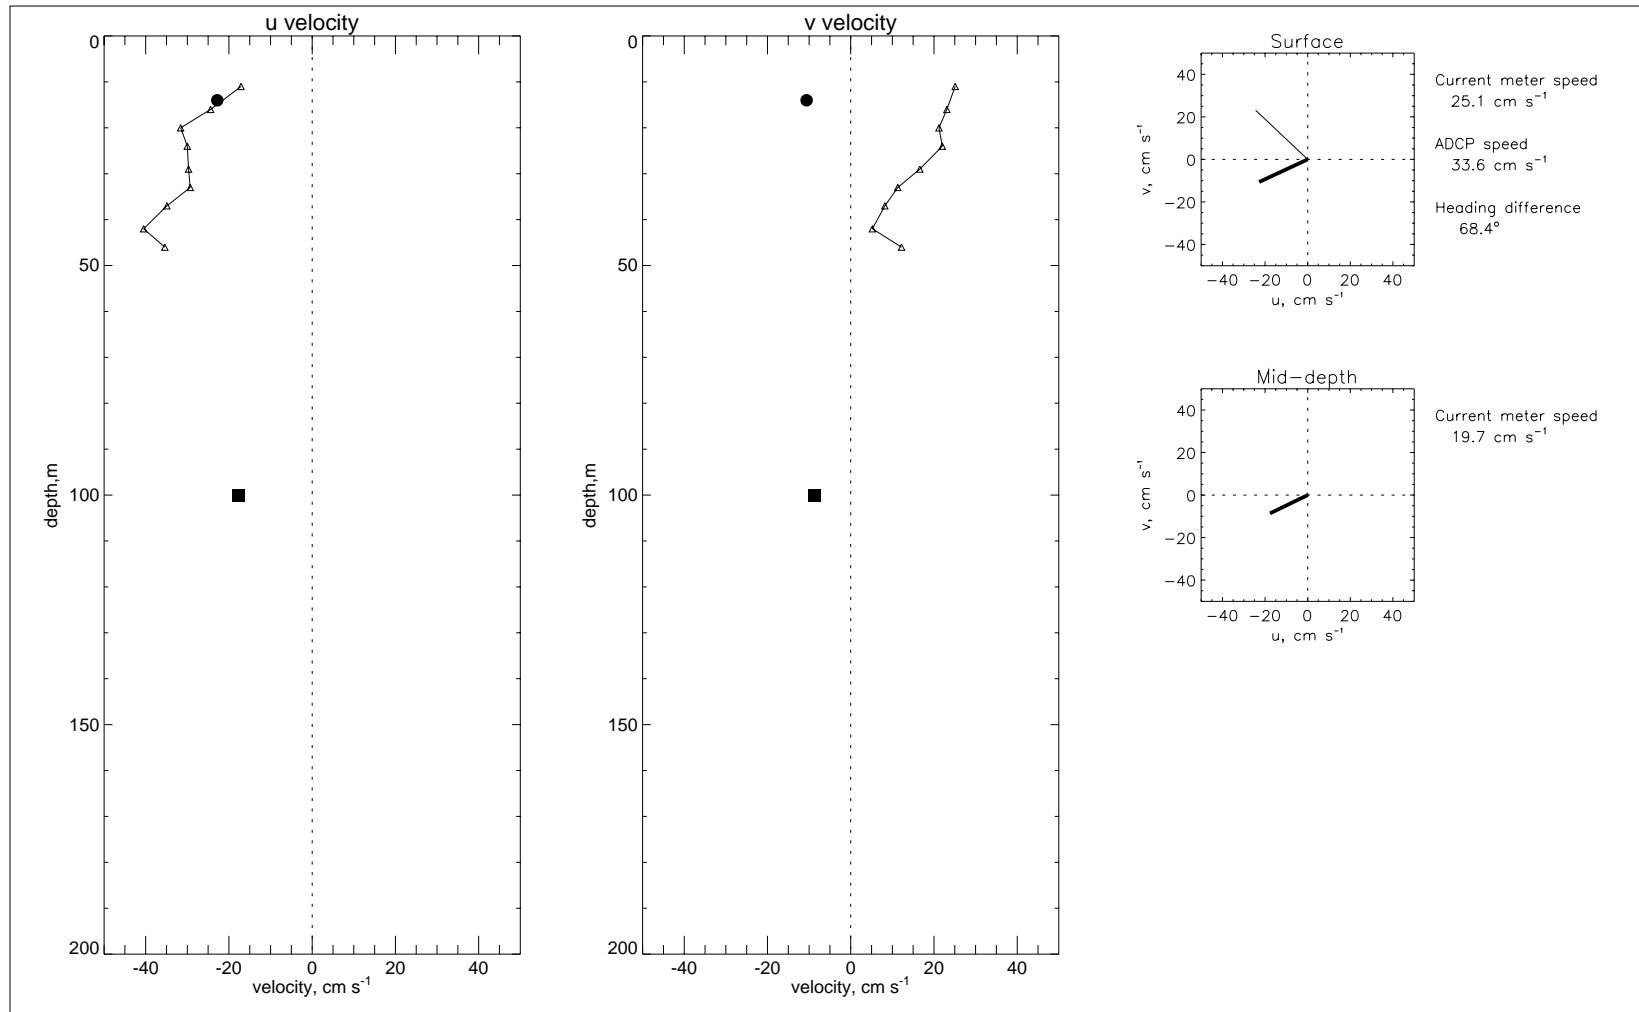 u velocity
0
50
100
150
200
depth,m
-40 -20 0 20 40
velocity, cm s⁻¹
v velocity
0
50
100
150
200
depth,m
-40 -20 0 20 40
velocity, cm s⁻¹
Surface
40
20
0
−20
−40
v, cm s⁻¹
−40 −20 0 20 40
u, cm s⁻¹
Current meter speed
25.1 cm s⁻¹
ADCP speed
33.6 cm s⁻¹
Heading difference
68.4°
Mid−depth
40
20
0
−20
−40
v, cm s⁻¹
−40 −20 0 20 40
u, cm s⁻¹
Current meter speed
19.7 cm s⁻¹